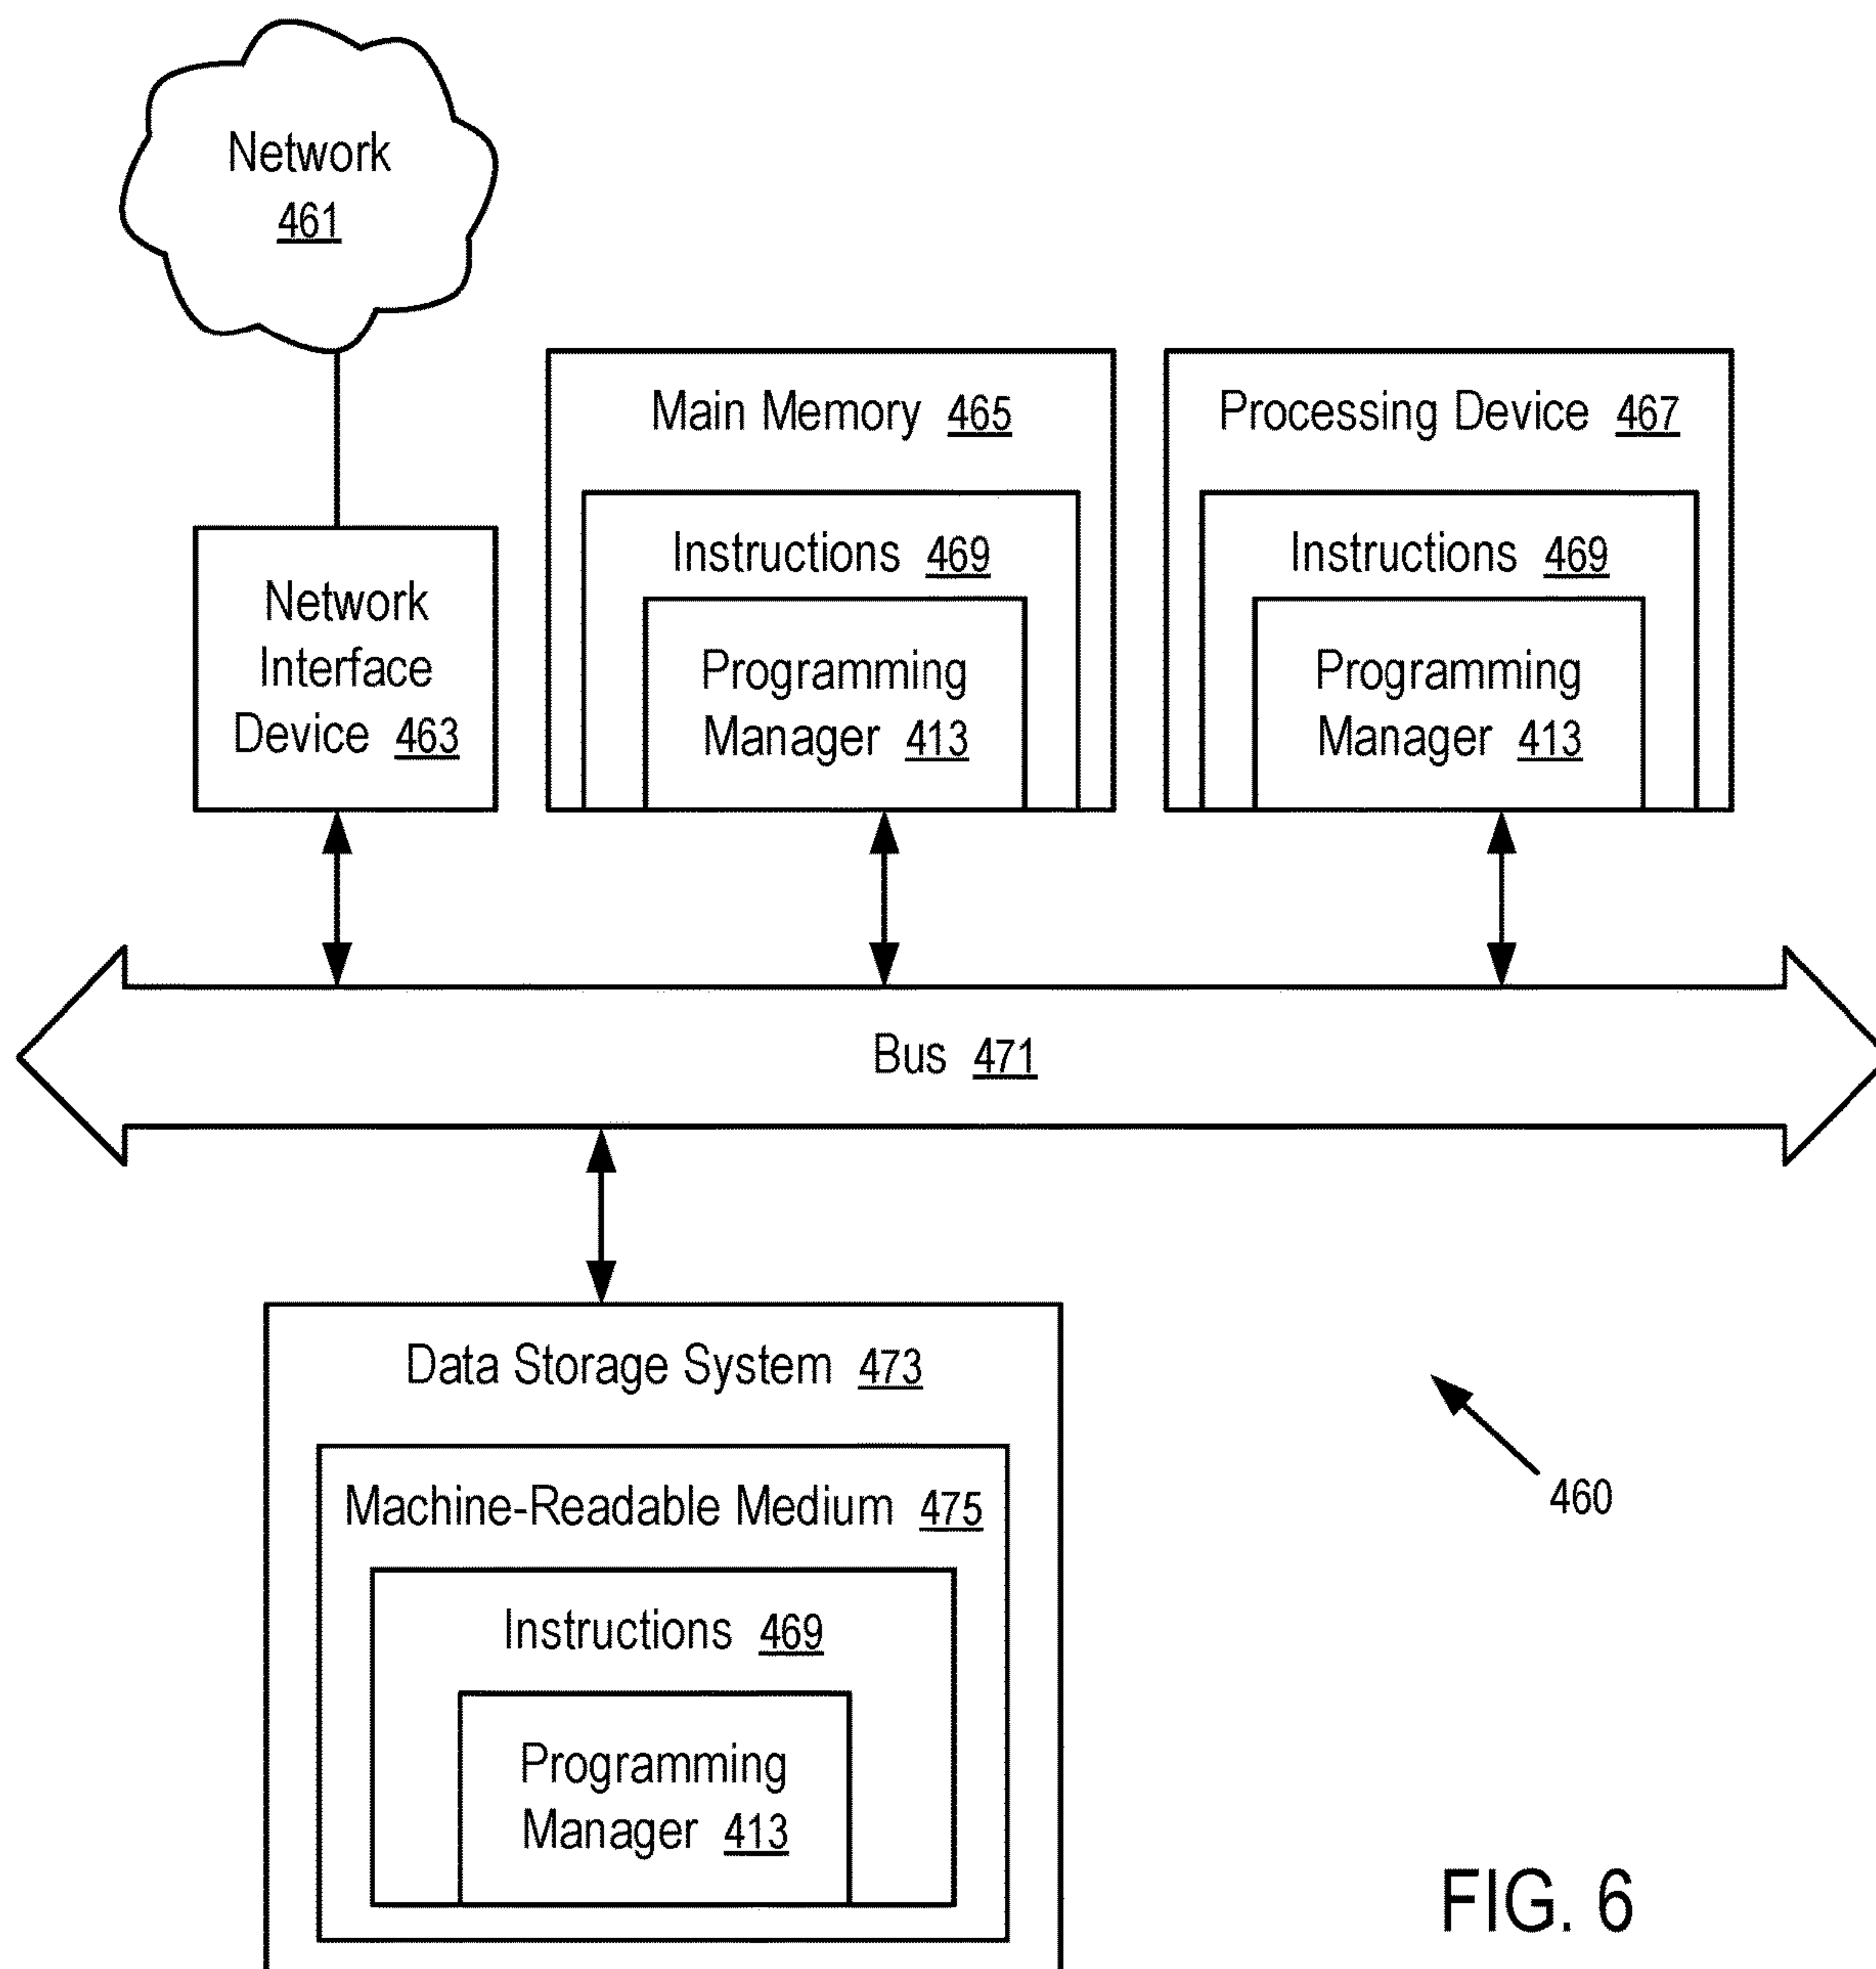 Network
461
Main Memory 465
Processing Device 467
Instructions 469
Instructions 469
Network
Interface
Device 463
Programming
Manager 413
Programming
Manager 413
Bus 471
Data Storage System 473
Machine-Readable Medium 475
460
Instructions 469
Programming
Manager 413
FIG. 6